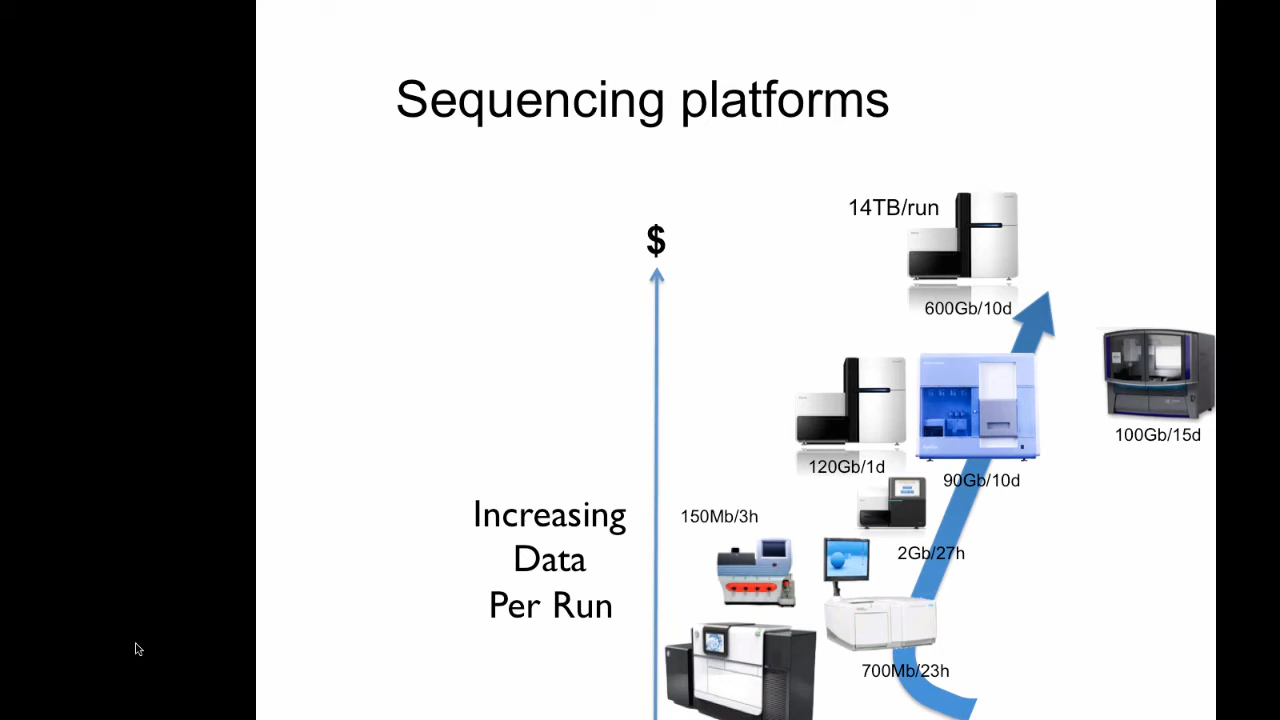 Sequencing platforms
14TB/run
$
600Gb/10d
100Gb/15d
120Gb/1d
90Gb/10d
Increasing
Data
Per Run
150Mb/3h
2Gb/27h
700Mb/23h